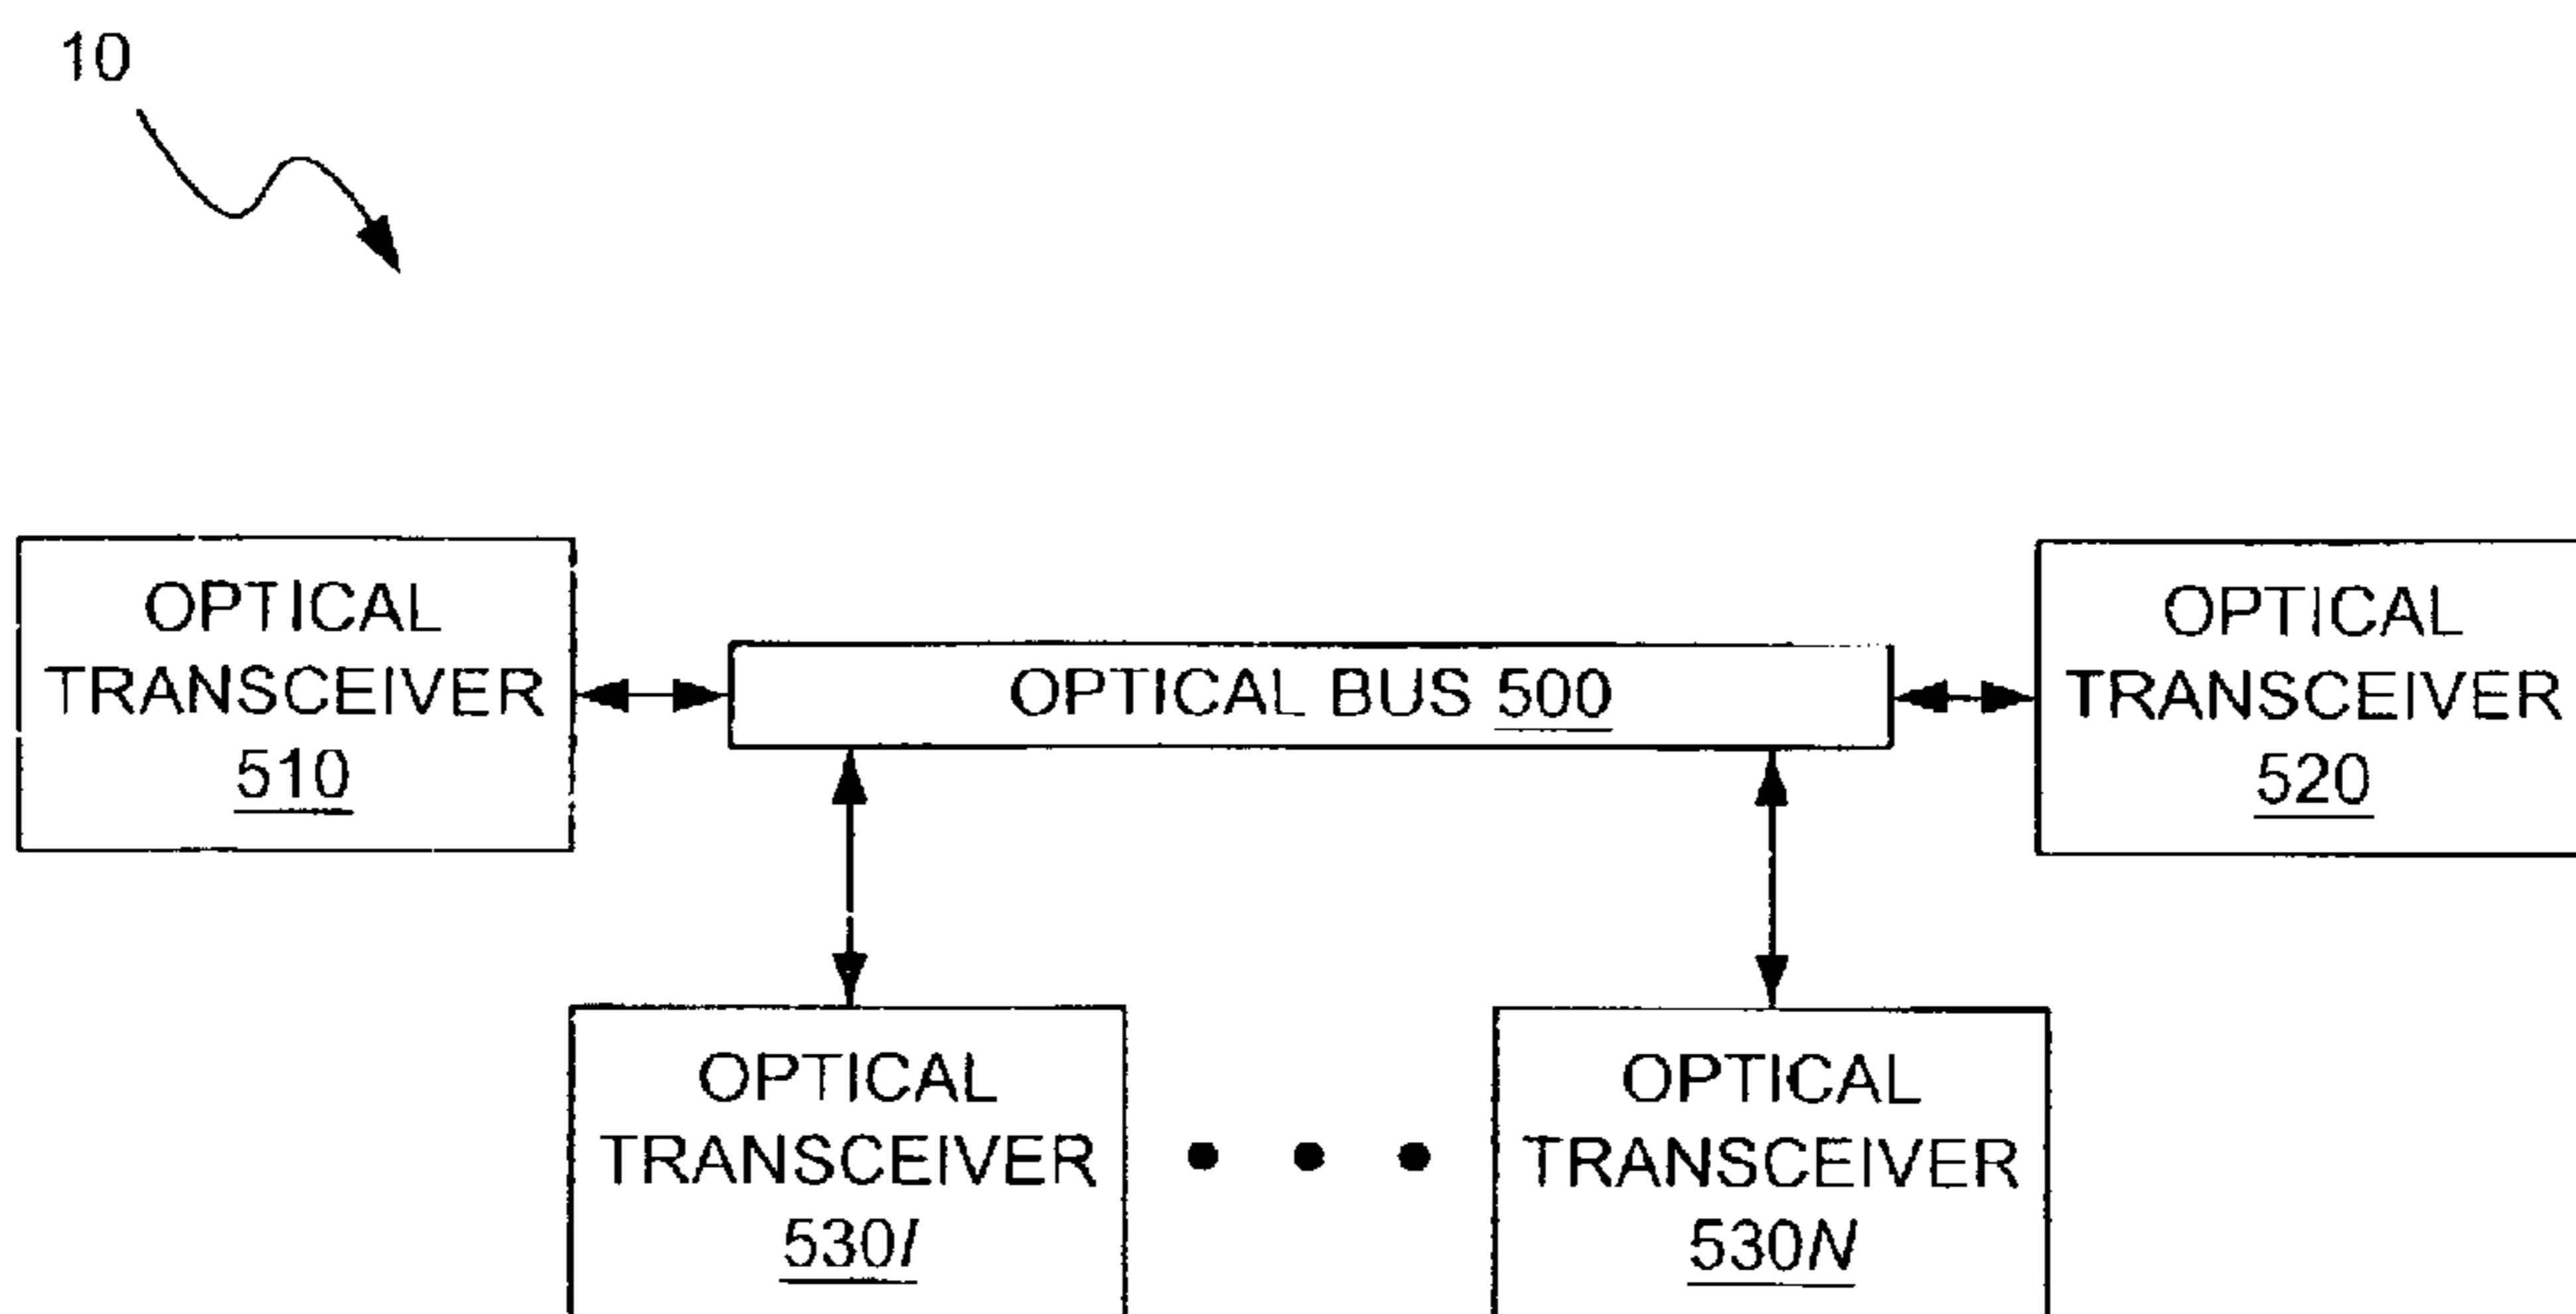 10
OPTICAL
TRANSCEIVER
510
OPTICAL BUS 500
OPTICAL
TRANSCEIVER
520
OPTICAL
TRANSCEIVER
530I
OPTICAL
TRANSCEIVER
530N